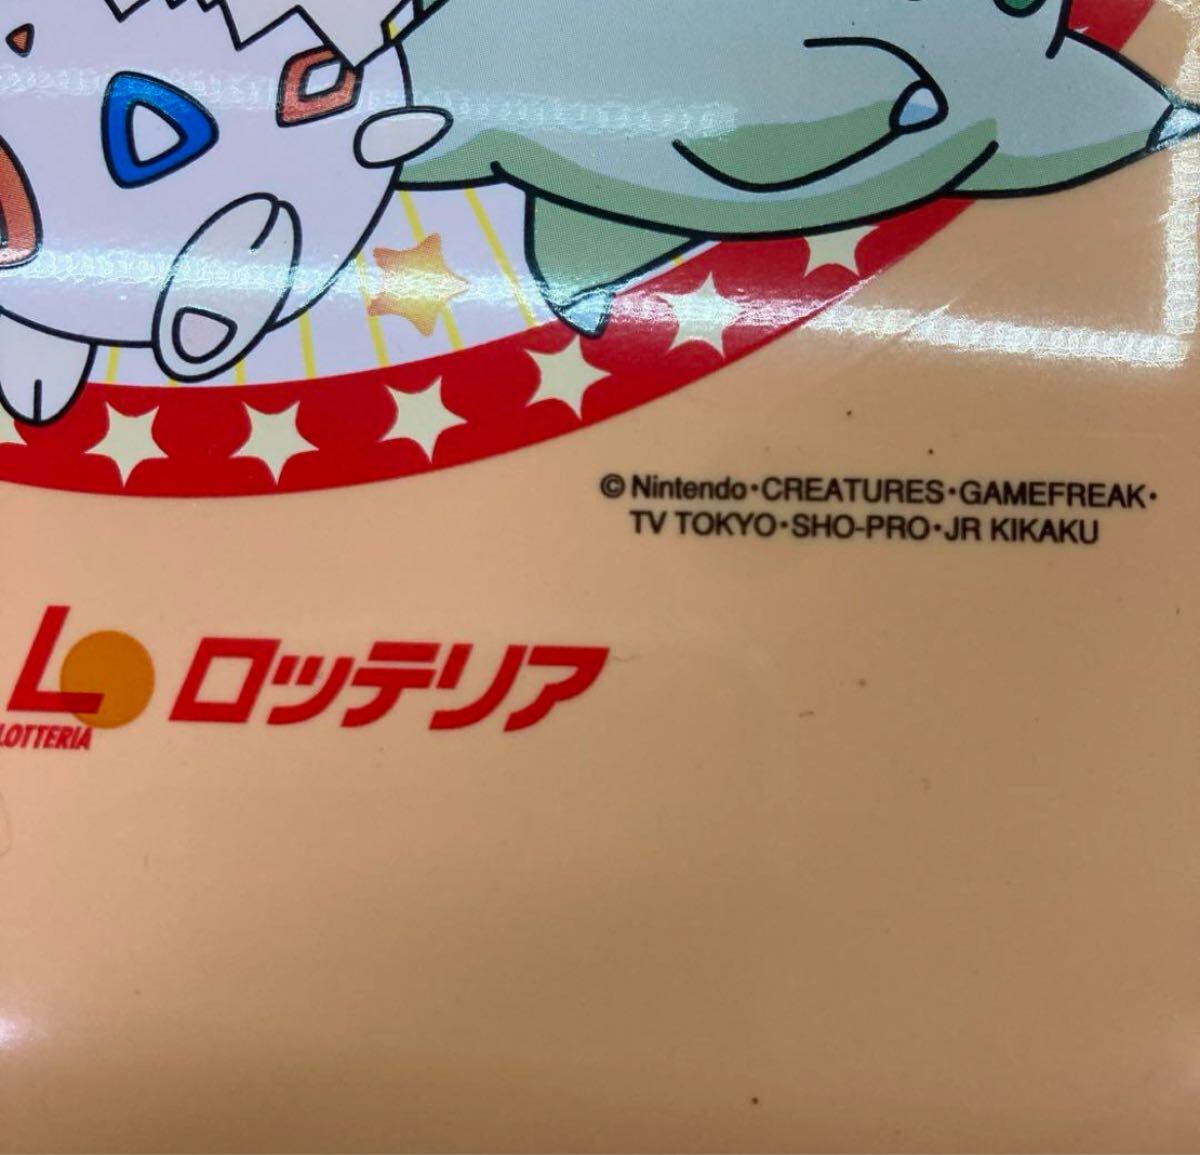 © Nintendo・CREATURES・GAMEFREAK・
TV TOKYO・SHO-PRO・JR KIKAKU
L ロッテリア
LOTTERIA